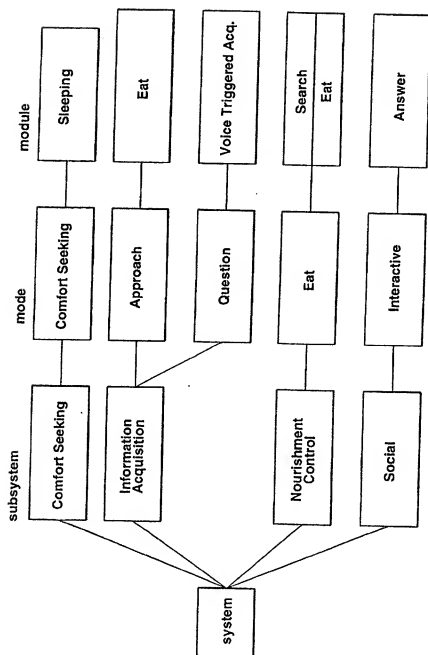 subsystem
mode
module
system
Comfort Seeking
Comfort Seeking
Sleeping
Information
Acquisition
Approach
Eat
Question
Voice Triggered Acq.
Nourishment
Control
Eat
Search
Eat
Social
Interactive
Answer